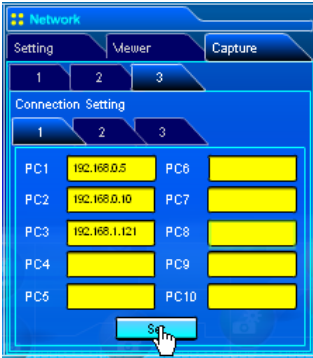 Network
Setting Viewer Capture
1 2 3
Connection Setting
1 2 3
PC1 192.168.0.5 PC6
PC2 192.168.0.10 PC7
PC3 192.168.1.121 PC8
PC4 PC9
PC5 PC10